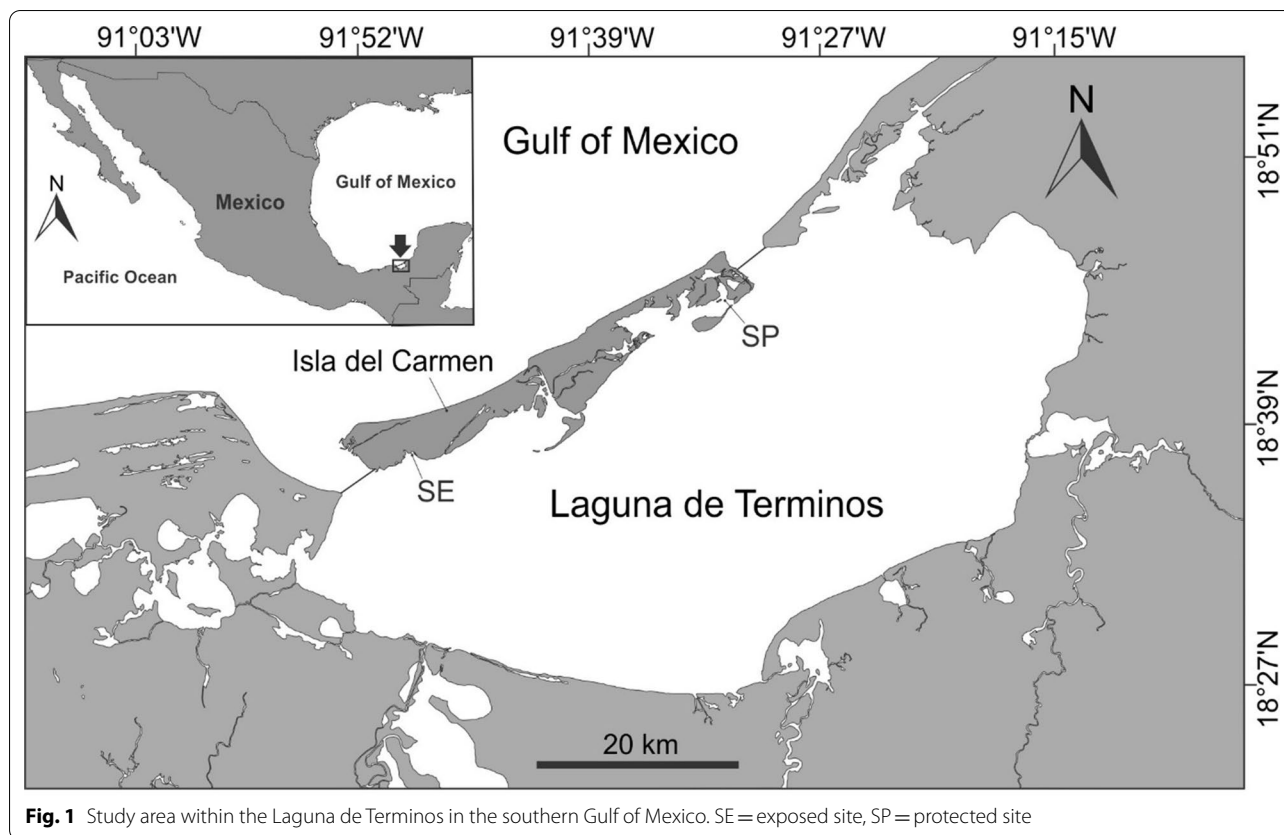 91°03'W 91°52'W 91°39'W 91°27'W 91°15'W
N
Gulf of Mexico
Mexico
Pacific Ocean
Gulf of Mexico
N
18°51'N
SP
Isla del Carmen
18°39'N
SE
Laguna de Terminos
18°27'N
20 km
Fig. 1 Study area within the Laguna de Terminos in the southern Gulf of Mexico. SE = exposed site, SP = protected site